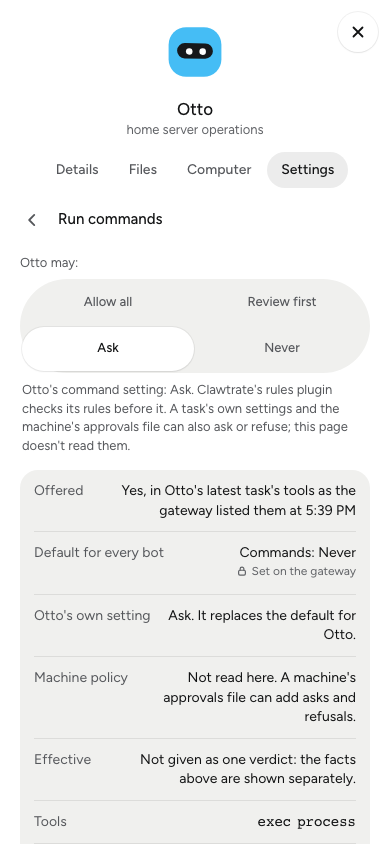 Otto
home server operations
Details Files Computer Settings
Run commands
Otto may:
Allow all Review first
Ask Never
Otto's command setting: Ask. Clawtrate's rules plugin
checks its rules before it. A task's own settings and the
machine's approvals file can also ask or refuse; this page
doesn't read them.
Offered Yes, in Otto's latest task's tools as the
gateway listed them at 5:39 PM
Default for every bot Commands: Never
Set on the gateway
Otto's own setting Ask. It replaces the default for
Otto.
Machine policy Not read here. A machine's
approvals file can add asks and
refusals.
Effective Not given as one verdict: the facts
above are shown separately.
Tools exec process